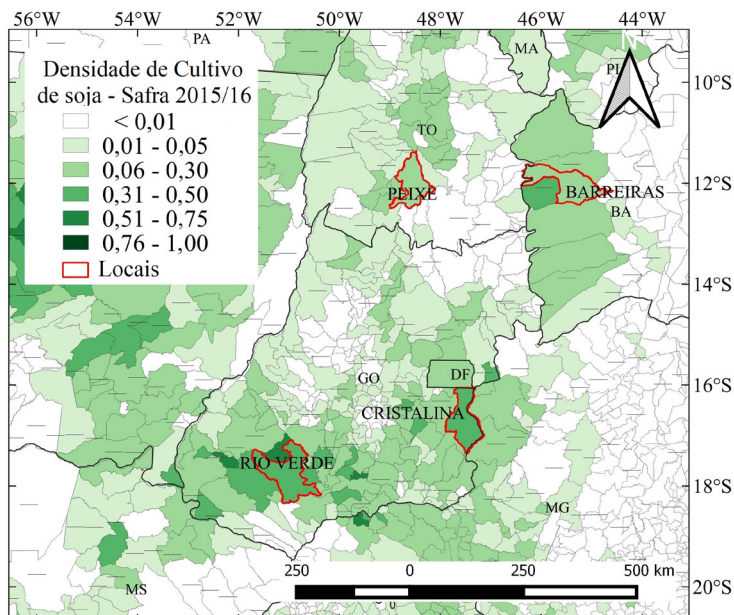 56°W 54°W 52°W 50°W 48°W 46°W 44°W
PA
MA
N
PI
10°S
Densidade de Cultivo
de soja - Safra 2015/16
< 0,01
0,01 - 0,05
0,06 - 0,30
0,31 - 0,50
0,51 - 0,75
0,76 - 1,00
Locais
TO
PEIXE
BARREIRAS
12°S
BA
14°S
GO
DF
16°S
CRISTALINA
RIO VERDE
18°S
MG
MS
250 0 250 500 km
20°S